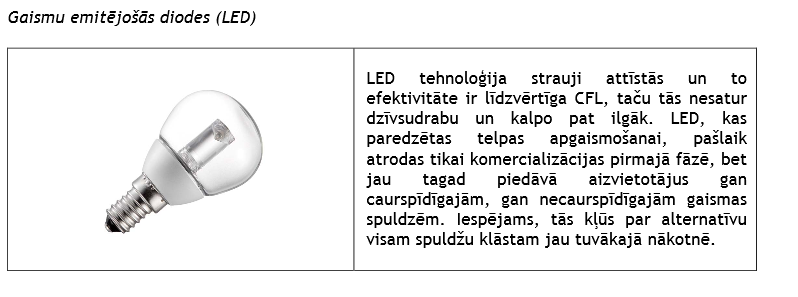 Gaismu emitējošās diodes (LED)
LED tehnoloģija strauji attīstās un to
efektivitāte ir līdzvērtīga CFL, taču tās nesatur
dzīvsudrabu un kalpo pat ilgāk. LED, kas
paredzētas telpas apgaismošanai, pašlaik
atrodas tikai komercializācijas pirmajā fāzē, bet
jau tagad piedāvā aizvietotājus gan
caurspīdīgajām, gan necaurspīdīgajām gaismas
spuldzēm. Iespējams, tās kļūs par alternatīvu
visam spuldžu klāstam jau tuvākajā nākotnē.